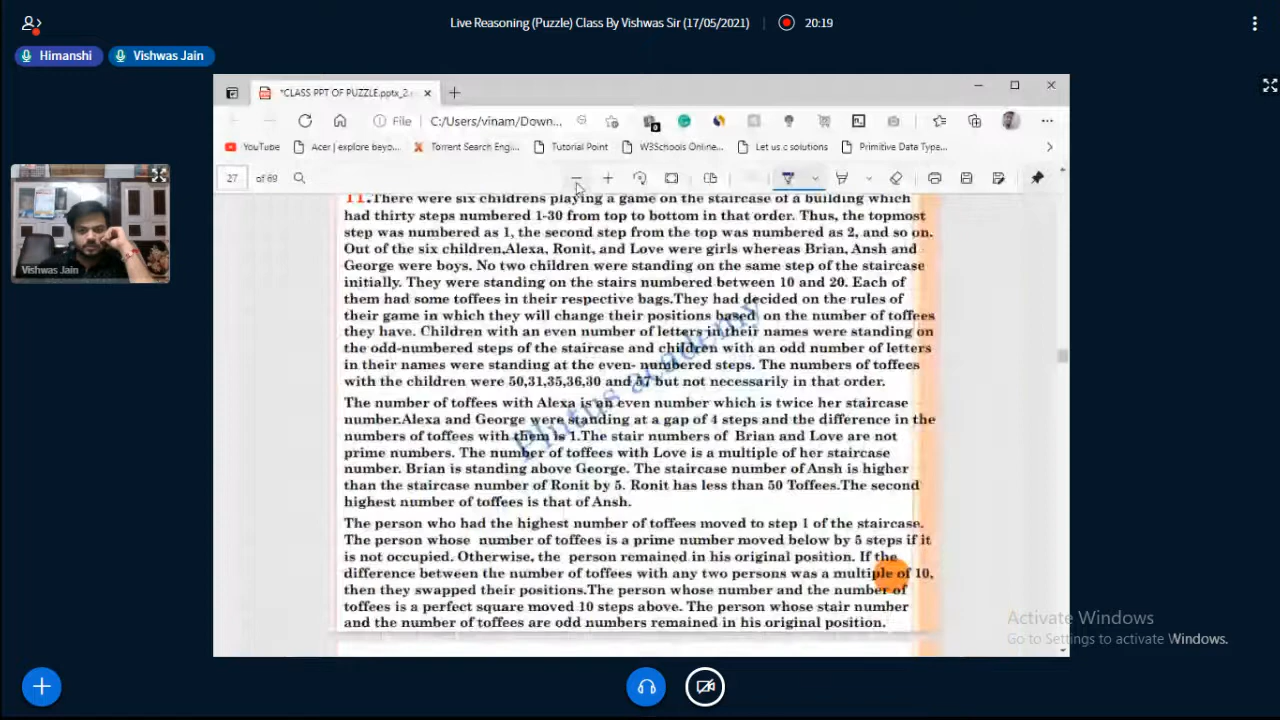 Live Reasoning (Puzzle) Class By Vishwas Sir (17/05/2021)
20:19
Himanshi
Vishwas Jain
*CLASS PPT OF PUZZLE.pptx_2.
File
C:/Users/vinam/Down...
YouTube
Acer | explore beyo...
Torrent Search Engi...
Tutorial Point
W3Schools Online...
Let us c solutions
Primitive Data Type...
27 of 69
11.There were six childrens playing a game on the staircase of a building which
had thirty steps numbered 1-30 from top to bottom in that order. Thus, the topmost
step was numbered as 1, the second step from the top was numbered as 2, and so on.
Out of the six children,Alexa, Ronit, and Love were girls whereas Brian, Ansh and
George were boys. No two children were standing on the same step of the staircase
initially. They were standing on the stairs numbered between 10 and 20. Each of
them had some toffees in their respective bags.They had decided on the rules of
their game in which they will change their positions based on the number of toffees
they have. Children with an even number of letters in their names were standing on
the odd-numbered steps of the staircase and children with an odd number of letters
in their names were standing at the even- numbered steps. The numbers of toffees
with the children were 50,31,35,36,30 and 57 but not necessarily in that order.
The number of toffees with Alexa is an even number which is twice her staircase
number.Alexa and George were standing at a gap of 4 steps and the difference in the
numbers of toffees with them is 1.The stair numbers of Brian and Love are not
prime numbers. The number of toffees with Love is a multiple of her staircase
number. Brian is standing above George. The staircase number of Ansh is higher
than the staircase number of Ronit by 5. Ronit has less than 50 Toffees.The second
highest number of toffees is that of Ansh.
The person who had the highest number of toffees moved to step 1 of the staircase.
The person whose number of toffees is a prime number moved below by 5 steps if it
is not occupied. Otherwise, the person remained in his original position. If the
difference between the number of toffees with any two persons was a multiple of 10,
then they swapped their positions.The person whose number and the number of
toffees is a perfect square moved 10 steps above. The person whose stair number
and the number of toffees are odd numbers remained in his original position.
academy
Vishwas Jain
Activate Windows
Go to Settings to activate Windows.